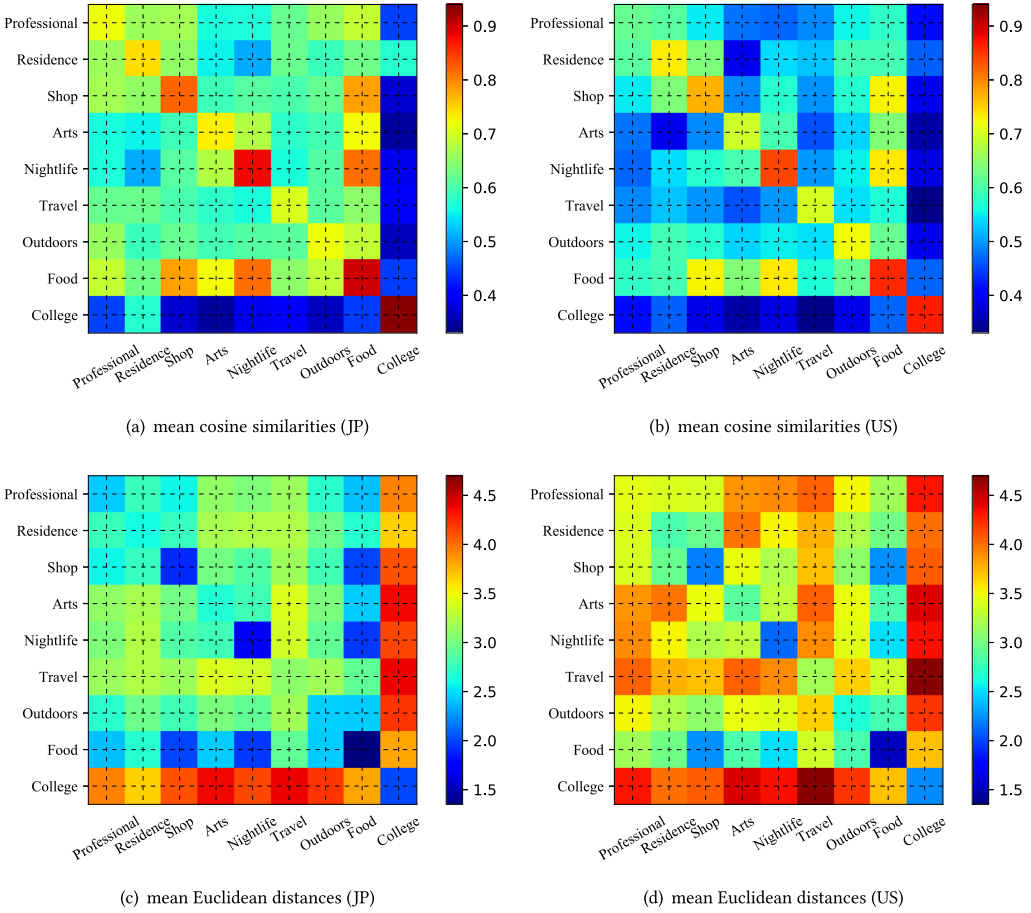 Professional
Residence
Shop
Arts
Nightlife
Travel
Outdoors
Food
College
Professional
Residence
Shop
Arts
Nightlife
Travel
Outdoors
Food
College
0.9
0.8
0.7
0.6
0.5
0.4
(a) mean cosine similarities (JP)
Professional
Residence
Shop
Arts
Nightlife
Travel
Outdoors
Food
College
Professional
Residence
Shop
Arts
Nightlife
Travel
Outdoors
Food
College
0.9
0.8
0.7
0.6
0.5
0.4
(b) mean cosine similarities (US)
Professional
Residence
Shop
Arts
Nightlife
Travel
Outdoors
Food
College
Professional
Residence
Shop
Arts
Nightlife
Travel
Outdoors
Food
College
4.5
4.0
3.5
3.0
2.5
2.0
1.5
(c) mean Euclidean distances (JP)
Professional
Residence
Shop
Arts
Nightlife
Travel
Outdoors
Food
College
Professional
Residence
Shop
Arts
Nightlife
Travel
Outdoors
Food
College
4.5
4.0
3.5
3.0
2.5
2.0
1.5
(d) mean Euclidean distances (US)